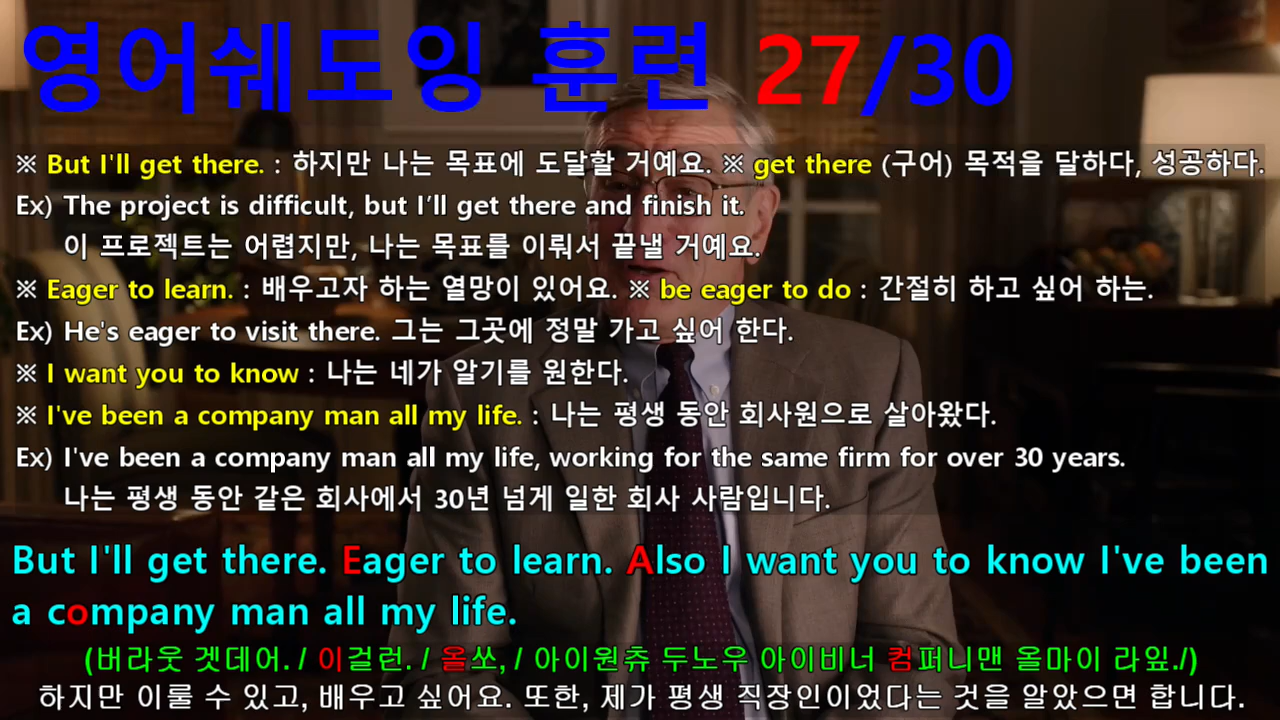 영어쉐도잉 훈련 27/30
※ But I'll get there. : 하지만 나는 목표에 도달할 거예요. ※ get there (구어) 목적을 달하다, 성공하다.
Ex) The project is difficult, but I’ll get there and finish it.
이 프로젝트는 어렵지만, 나는 목표를 이뤄서 끝낼 거예요.
※ Eager to learn. : 배우고자 하는 열망이 있어요. ※ be eager to do : 간절히 하고 싶어 하는.
Ex) He's eager to visit there. 그는 그곳에 정말 가고 싶어 한다.
※ I want you to know : 나는 네가 알기를 원한다.
※ I've been a company man all my life. : 나는 평생 동안 회사원으로 살아왔다.
Ex) I've been a company man all my life, working for the same firm for over 30 years.
나는 평생 동안 같은 회사에서 30년 넘게 일한 회사 사람입니다.
But I'll get there. Eager to learn. Also I want you to know I've been
a company man all my life.
(버라웃 겟데어. / 이걸런. / 올쏘, / 아이원츄 두노우 아이비너 컴퍼니맨 올마이 라잎./)
하지만 이룰 수 있고, 배우고 싶어요. 또한, 제가 평생 직장인이었다는 것을 알았으면 합니다.